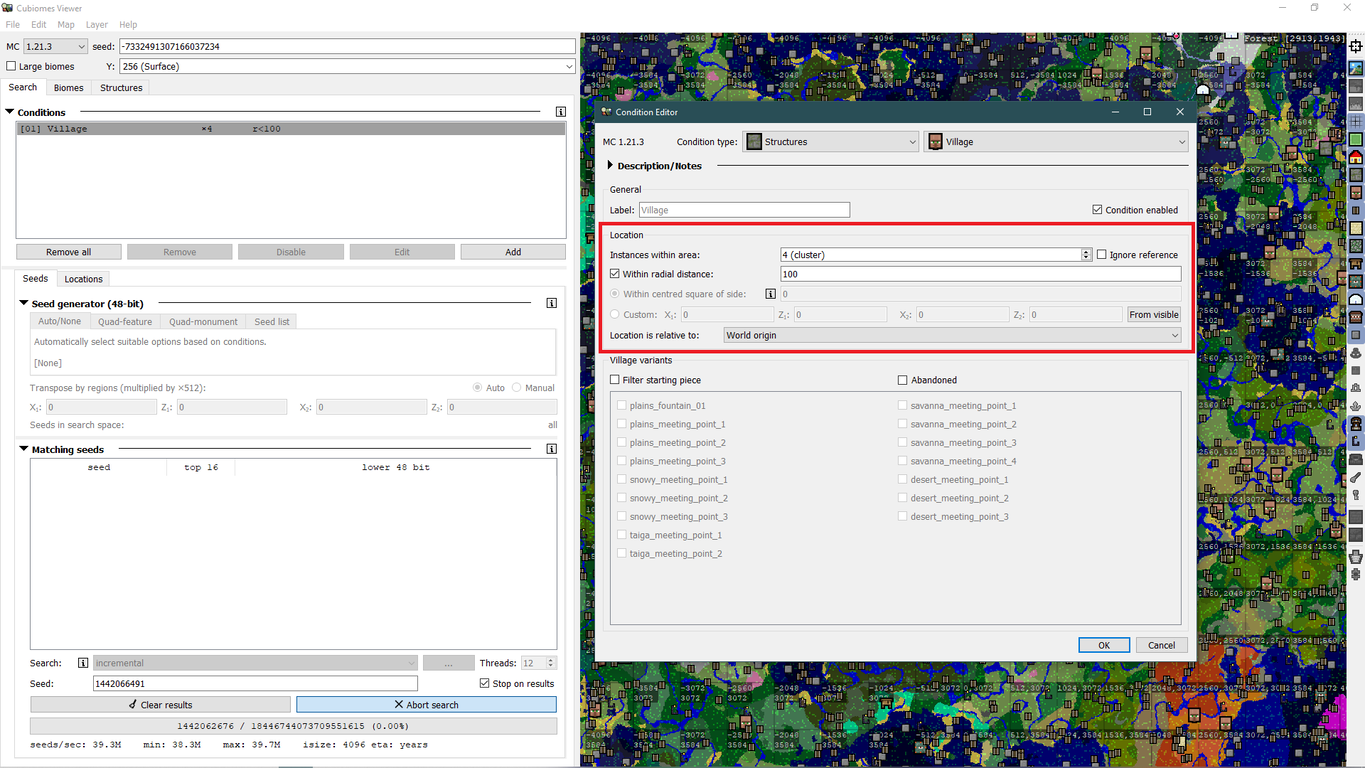 Cubiomes Viewer
File Edit Map Layer Help
MC 1.21.3 seed: -7332491307166037234
Large biomes Y: 256 (Surface)
Search Biomes Structures
Conditions
[01] Village ×4 r<100
Remove all Remove Disable Edit Add
Seeds Locations
Seed generator (48-bit)
Auto/None Quad-feature Quad-monument Seed list
Automatically select suitable options based on conditions.
[None]
Transpose by regions (multiplied by ×512): Auto Manual
X₁: 0 Z₁: 0 X₂: 0 Z₂: 0
Seeds in search space: all
Matching seeds
seed top 16 lower 48 bit
Search: incremental ... Threads: 12
Seed: 1442066491 Stop on results
Clear results Abort search
1442062676 / 18446744073709551615 (0.00%)
seeds/sec: 39.3M min: 38.3M max: 39.7M isize: 4096 eta: years
Forest [2913,1943]
Condition Editor
MC 1.21.3 Condition type: Structures Village
Description/Notes
General
Label: Village Condition enabled
Location
Instances within area: 4 (cluster) Ignore reference
Within radial distance: 100
Within centred square of side: 0
Custom: X₁: 0 Z₁: 0 X₂: 0 Z₂: 0 From visible
Location is relative to: World origin
Village variants
Filter starting piece Abandoned
plains_fountain_01 savanna_meeting_point_1
plains_meeting_point_1 savanna_meeting_point_2
plains_meeting_point_2 savanna_meeting_point_3
plains_meeting_point_3 savanna_meeting_point_4
snowy_meeting_point_1 desert_meeting_point_1
snowy_meeting_point_2 desert_meeting_point_2
snowy_meeting_point_3 desert_meeting_point_3
taiga_meeting_point_1
taiga_meeting_point_2
OK Cancel